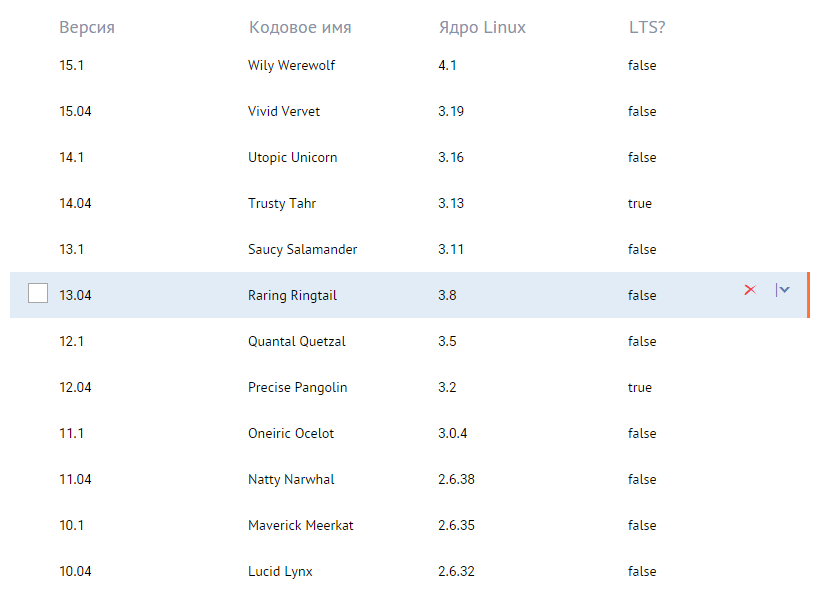 Версия Кодовое имя Ядро Linux LTS?
15.1 Wily Werewolf 4.1 false
15.04 Vivid Vervet 3.19 false
14.1 Utopic Unicorn 3.16 false
14.04 Trusty Tahr 3.13 true
13.1 Saucy Salamander 3.11 false
13.04 Raring Ringtail 3.8 false
12.1 Quantal Quetzal 3.5 false
12.04 Precise Pangolin 3.2 true
11.1 Oneiric Ocelot 3.0.4 false
11.04 Natty Narwhal 2.6.38 false
10.1 Maverick Meerkat 2.6.35 false
10.04 Lucid Lynx 2.6.32 false